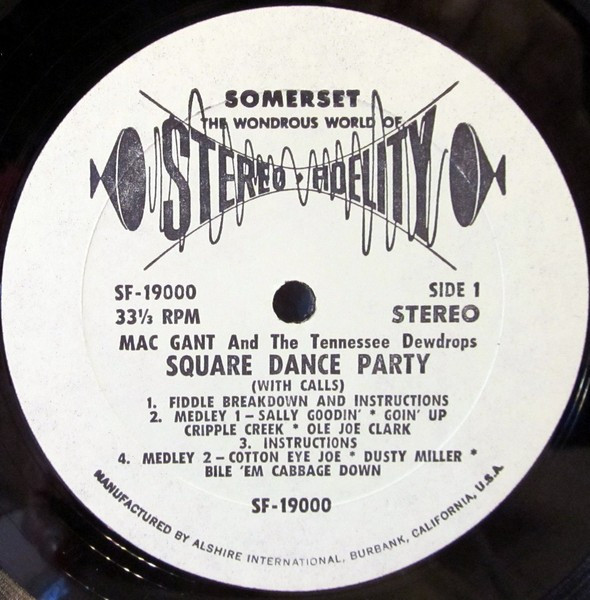 SOMERSET
THE WONDROUS WORLD OF
STEREO · FIDELITY
SF-19000
SIDE 1
33⅓ RPM
STEREO
MAC GANT And The Tennessee Dewdrops
SQUARE DANCE PARTY
(WITH CALLS)
1. FIDDLE BREAKDOWN AND INSTRUCTIONS
2. MEDLEY 1 – SALLY GOODIN' * GOIN' UP
CRIPPLE CREEK * OLE JOE CLARK
3. INSTRUCTIONS
4. MEDLEY 2 – COTTON EYE JOE * DUSTY MILLER *
BILE 'EM CABBAGE DOWN
SF-19000
MANUFACTURED BY ALSHIRE INTERNATIONAL, BURBANK, CALIFORNIA, U.S.A.